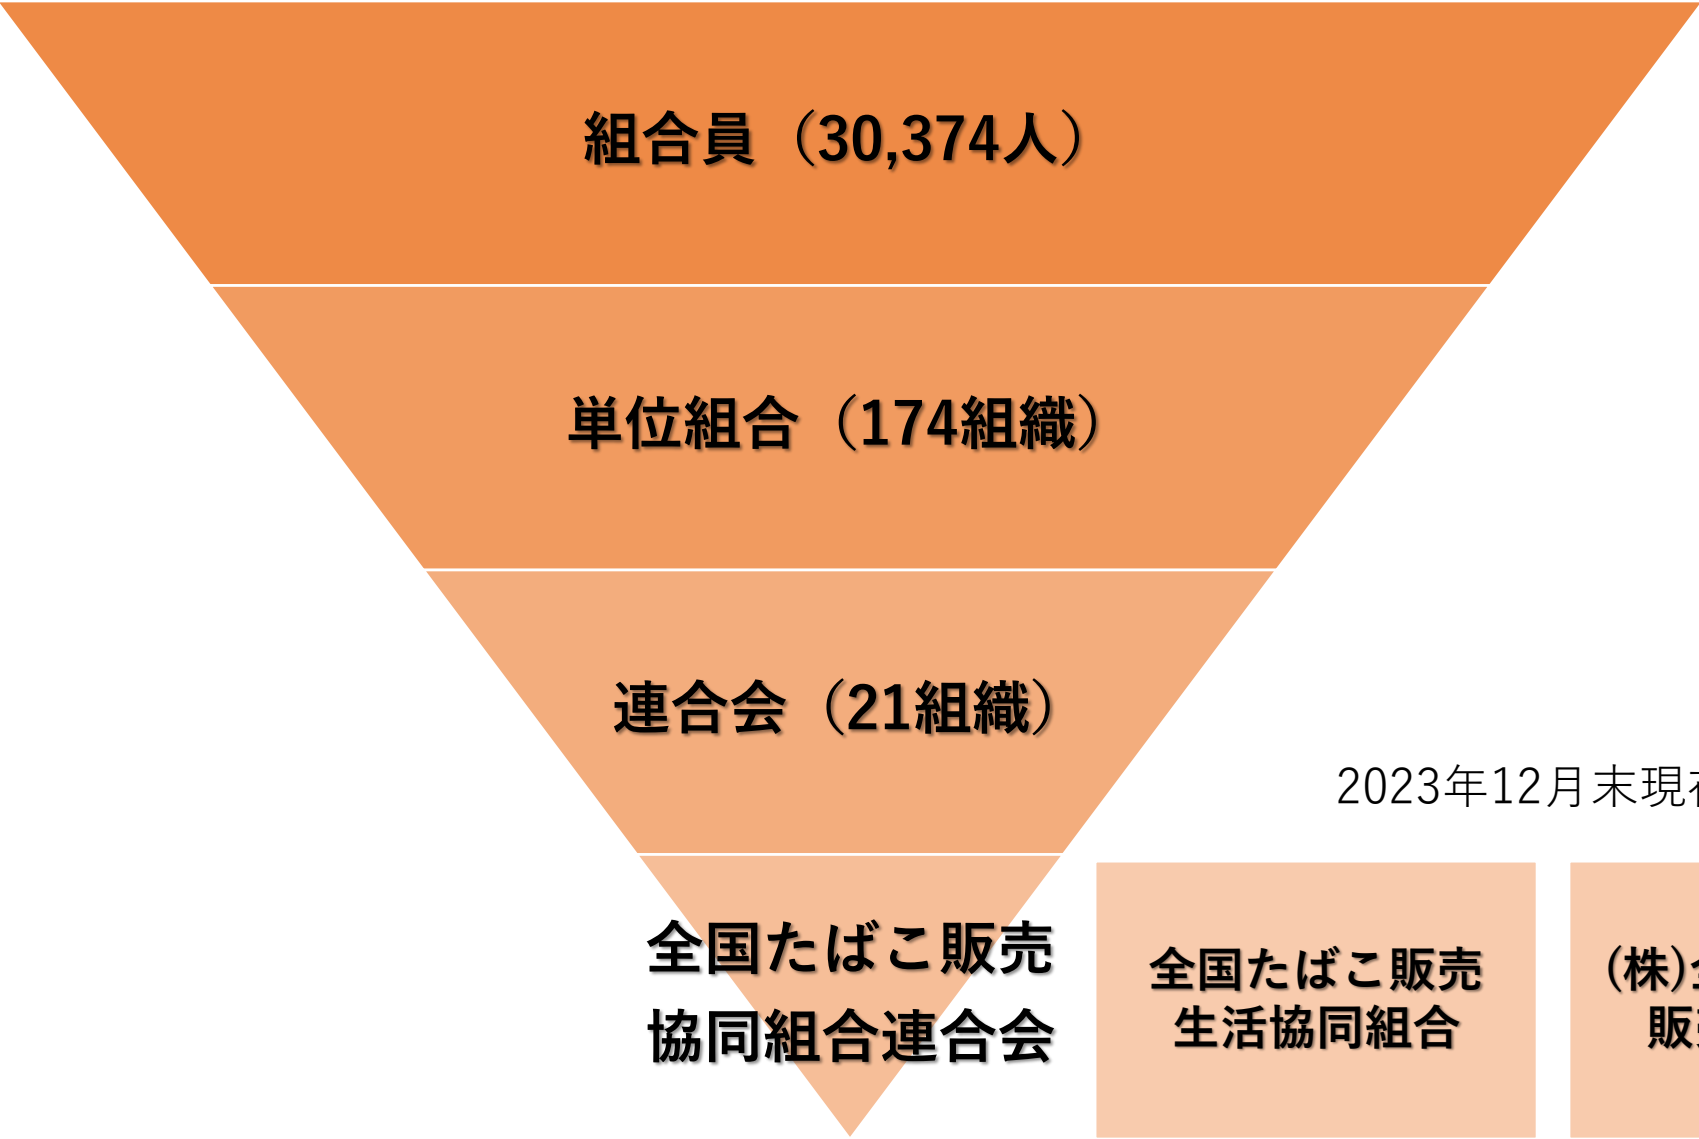 組合員（30,374人）
単位組合（174組織）
連合会（21組織）
2023年12月末現
全国たばこ販売
協同組合連合会
全国たばこ販売
生活協同組合
(株)
販